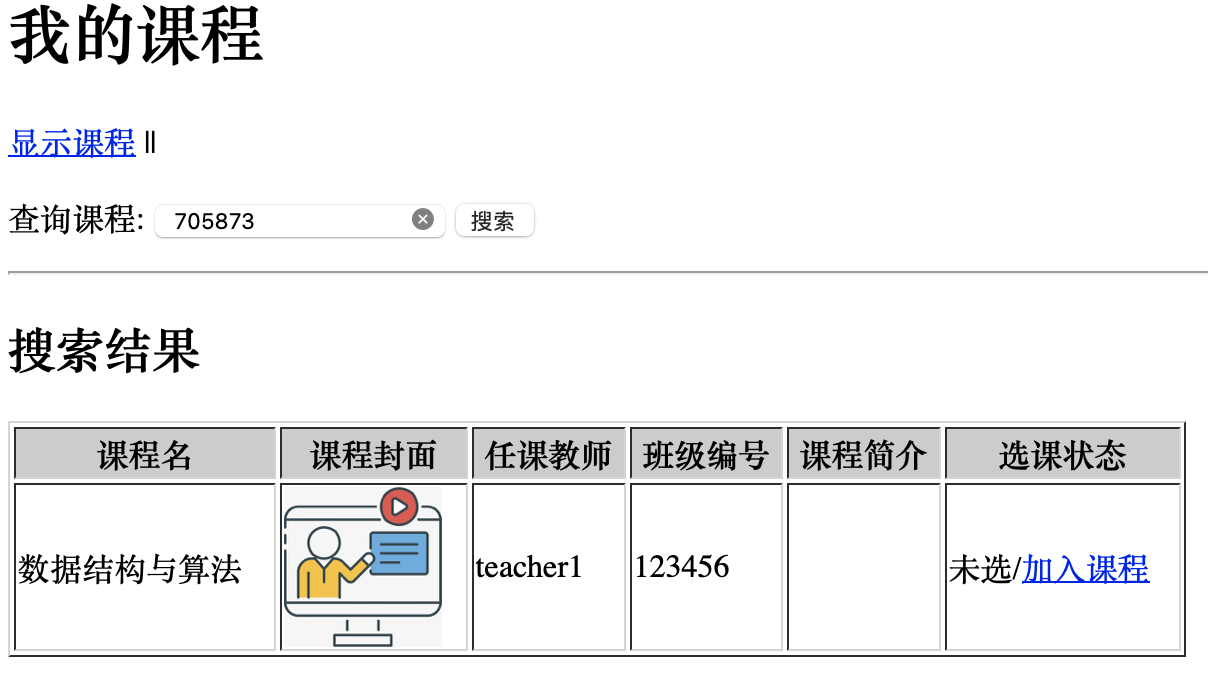 我的课程
显示课程 ||
查询课程: 705873 搜索
搜索结果
课程名 课程封面 任课教师 班级编号 课程简介 选课状态
数据结构与算法 teacher1 123456 未选/加入课程